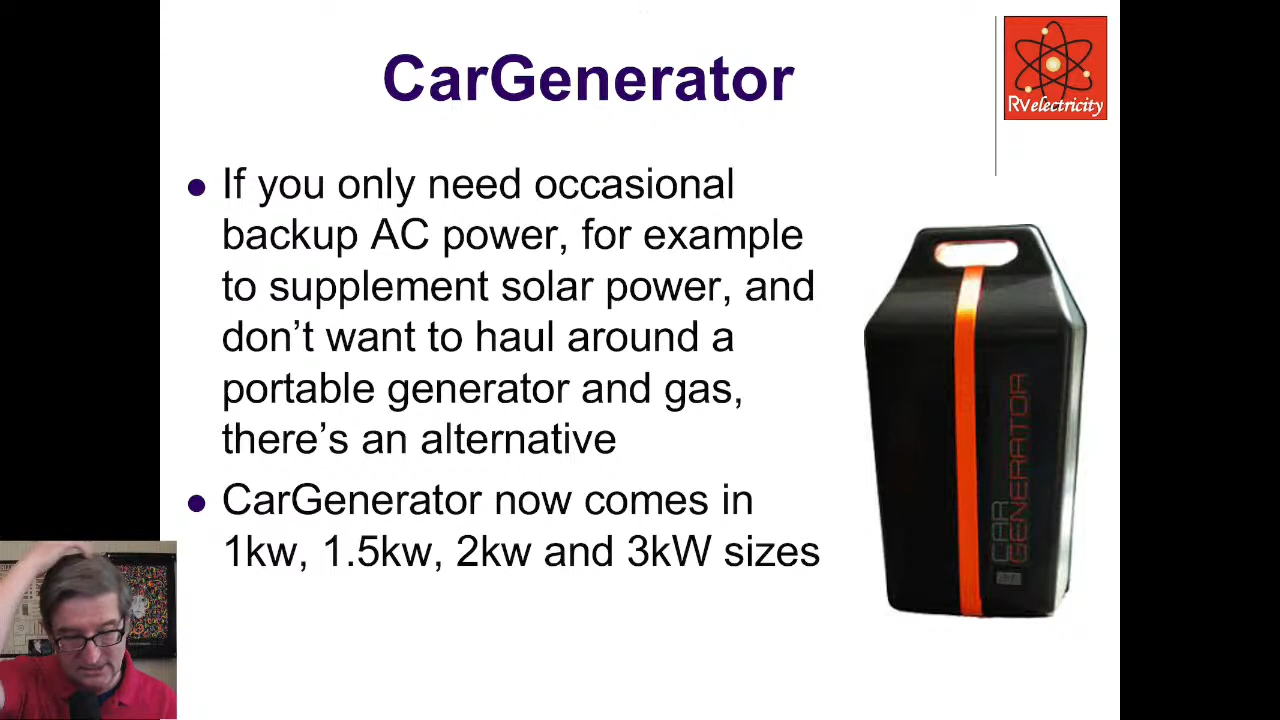 CarGenerator
RVelectricity
If you only need occasional
backup AC power, for example
to supplement solar power, and
don’t want to haul around a
portable generator and gas,
there’s an alternative
CarGenerator now comes in
1kw, 1.5kw, 2kw and 3kW sizes
CAR
GENERATOR